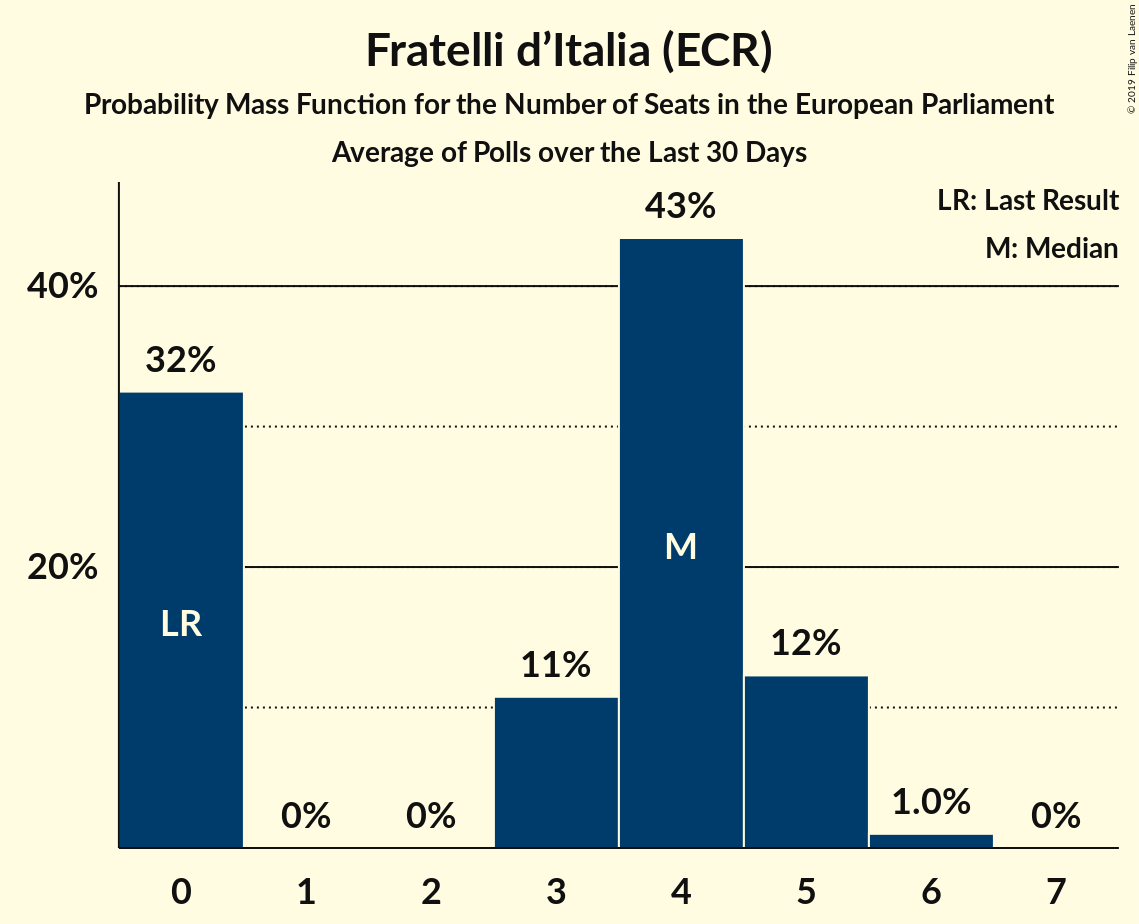 Fratelli d’Italia (ECR)
Probability Mass Function for the Number of Seats in the European Parliament
Average of Polls over the Last 30 Days
© 2019 Filip van Laenen
LR: Last Result
M: Median
43%
40%
32%
M
20%
LR
12%
11%
1.0%
0%
0%
0%
0 1 2 3 4 5 6 7